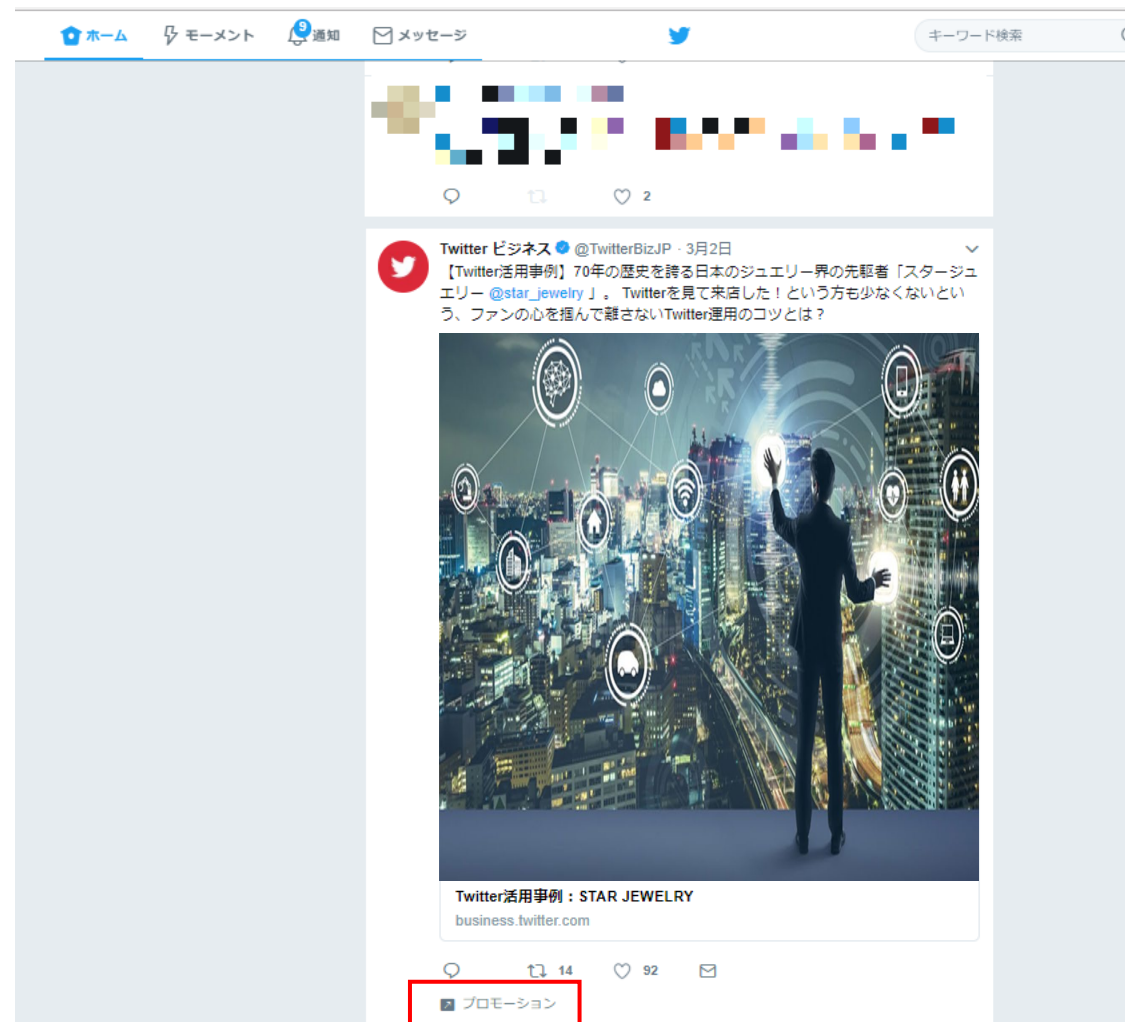 ホーム モーメント 9 通知 メッセージ キーワード検索
2
Twitter ビジネス @TwitterBizJP · 3月2日
【Twitter活用事例】70年の歴史を誇る日本のジュエリー界の先駆者「スタージュ
エリー @star_jewelry 」。 Twitterを見て来店した！という方も少なくないとい
う、ファンの心を掴んで離さないTwitter運用のコツとは？
Twitter活用事例：STAR JEWELRY
business.twitter.com
14 92
プロモーション